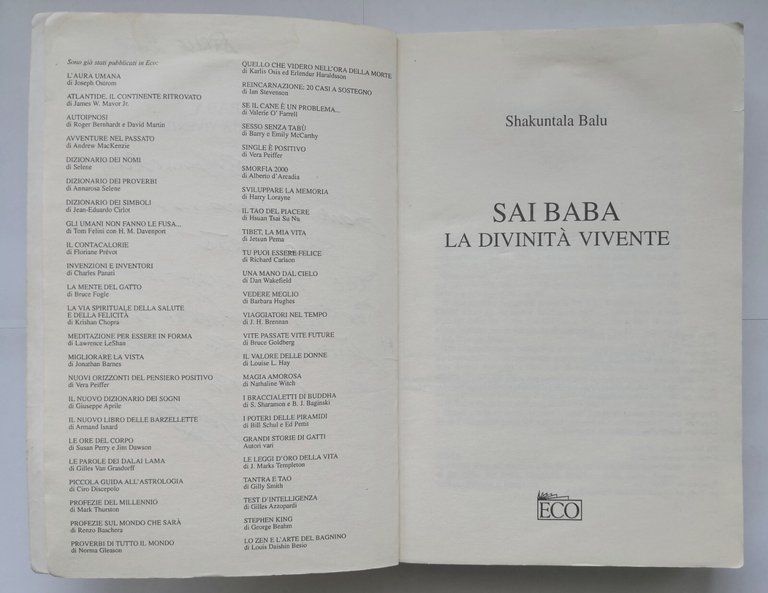 Sono già stati pubblicati in Eco:
L'AURA UMANA
di Joseph Ostrom
ATLANTIDE, IL CONTINENTE RITROVATO
di James W. Mavor Jr.
AUTOIPNOSI
di Roger Bernhardt e David Martin
AVVENTURE NEL PASSATO
di Andrew MacKenzie
DIZIONARIO DEI NOMI
di Selene
DIZIONARIO DEI PROVERBI
di Annarosa Selene
DIZIONARIO DEI SIMBOLI
di Jean-Eduardo Cirlot
GLI UMANI NON FANNO LE FUSA...
di Tom Felini con H. M. Davenport
IL CONTACALORIE
di Floriane Prévot
INVENZIONI E INVENTORI
di Charles Panati
LA MENTE DEL GATTO
di Bruce Fogle
LA VIA SPIRITUALE DELLA SALUTE
E DELLA FELICITÀ
di Krishan Chopra
MEDITAZIONE PER ESSERE IN FORMA
di Lawrence LeShan
MIGLIORARE LA VISTA
di Jonathan Barnes
NUOVI ORIZZONTI DEL PENSIERO POSITIVO
di Vera Peiffer
IL NUOVO DIZIONARIO DEI SOGNI
di Giuseppe Aprile
IL NUOVO LIBRO DELLE BARZELLETTE
di Armand Isnard
LE ORE DEL CORPO
di Susan Perry e Jim Dawson
LE PAROLE DEI DALAI LAMA
di Gilles Van Grasdorff
PICCOLA GUIDA ALL'ASTROLOGIA
di Ciro Discepolo
PROFEZIE DEL MILLENNIO
di Mark Thurston
PROFEZIE SUL MONDO CHE SARÀ
di Renzo Baschera
PROVERBI DI TUTTO IL MONDO
di Norma Gleason
QUELLO CHE VIDERO NELL'ORA DELLA MORTE
di Karlis Osis ed Erlendur Haraldsson
REINCARNAZIONE: 20 CASI A SOSTEGNO
di Ian Stevenson
SE IL CANE È UN PROBLEMA...
di Valerie O' Farrell
SESSO SENZA TABÙ
di Barry e Emily McCarthy
SINGLE È POSITIVO
di Vera Peiffer
SMORFIA 2000
di Alberto d'Arcadia
SVILUPPARE LA MEMORIA
di Harry Lorayne
IL TAO DEL PIACERE
di Hsuan Tsai Su Nu
TIBET, LA MIA VITA
di Jetsun Pema
TU PUOI ESSERE FELICE
di Richard Carlson
UNA MANO DAL CIELO
di Dan Wakefield
VEDERE MEGLIO
di Barbara Hughes
VIAGGIATORI NEL TEMPO
di J. H. Brennan
VITE PASSATE VITE FUTURE
di Bruce Goldberg
IL VALORE DELLE DONNE
di Louise L. Hay
MAGIA AMOROSA
di Nathaline Witch
I BRACCIALETTI DI BUDDHA
di S. Sharamon e B. J. Baginski
I POTERI DELLE PIRAMIDI
di Bill Schul e Ed Pettit
GRANDI STORIE DI GATTI
Autori vari
LE LEGGI D'ORO DELLA VITA
di J. Marks Templeton
TANTRA E TAO
di Gilly Smith
TEST D'INTELLIGENZA
di Gilles Azzopardi
STEPHEN KING
di George Beahm
LO ZEN E L'ARTE DEL BAGNINO
di Louis Daishin Besio
Shakuntala Balu
SAI BABA
LA DIVINITÀ VIVENTE
ECO